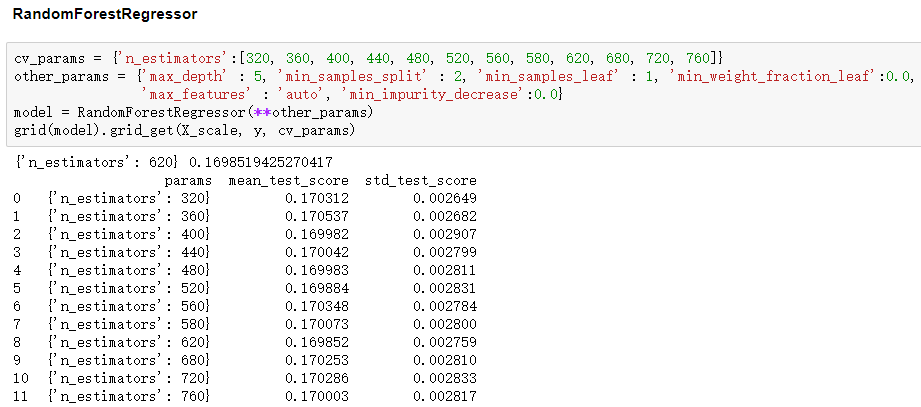 RandomForestRegressor
cv_params = {'n_estimators':[320, 360, 400, 440, 480, 520, 560, 580, 620, 680, 720, 760]}
other_params = {'max_depth' : 5, 'min_samples_split' : 2, 'min_samples_leaf' : 1, 'min_weight_fraction_leaf':0.0,
'max_features' : 'auto', 'min_impurity_decrease':0.0}
model = RandomForestRegressor(**other_params)
grid(model).grid_get(X_scale, y, cv_params)
{'n_estimators': 620} 0.1698519425270417
params mean_test_score std_test_score
0 {'n_estimators': 320} 0.170312 0.002649
1 {'n_estimators': 360} 0.170537 0.002682
2 {'n_estimators': 400} 0.169982 0.002907
3 {'n_estimators': 440} 0.170042 0.002799
4 {'n_estimators': 480} 0.169983 0.002811
5 {'n_estimators': 520} 0.169884 0.002831
6 {'n_estimators': 560} 0.170348 0.002784
7 {'n_estimators': 580} 0.170073 0.002800
8 {'n_estimators': 620} 0.169852 0.002759
9 {'n_estimators': 680} 0.170253 0.002810
10 {'n_estimators': 720} 0.170286 0.002833
11 {'n_estimators': 760} 0.170003 0.002817